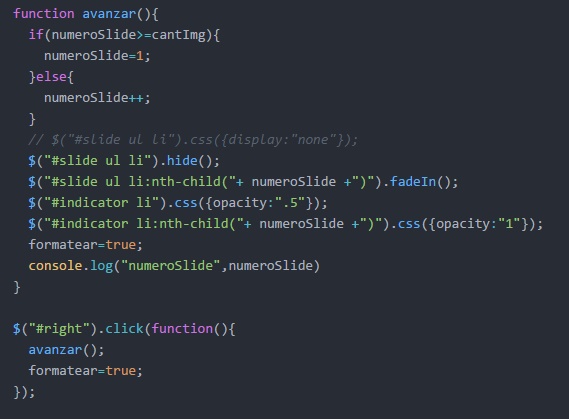 function avanzar(){
  if(numeroSlide>=cantImg){
    numeroSlide=1;
  }else{
    numeroSlide++;
  }
  // $("#slide ul li").css({display:"none"});
  $("#slide ul li").hide();
  $("#slide ul li:nth-child("+ numeroSlide +")").fadeIn();
  $("#indicator li").css({opacity:".5"});
  $("#indicator li:nth-child("+ numeroSlide +")").css({opacity:"1"});
  formatear=true;
  console.log("numeroSlide",numeroSlide)
}

$("#right").click(function(){
  avanzar();
  formatear=true;
});